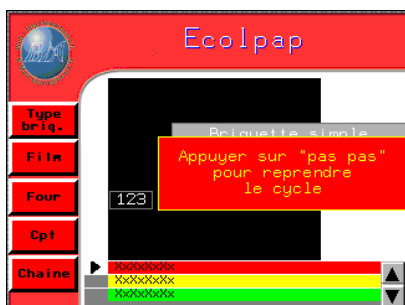 Ecolpap
Type
briq.
Film
Four
Cpt
Chaine
Briquette simple
Appuyer sur "pas pas"
pour reprendre
le cycle
123
XxXxXxXx
XxXxXxXx
XxXxXxXx